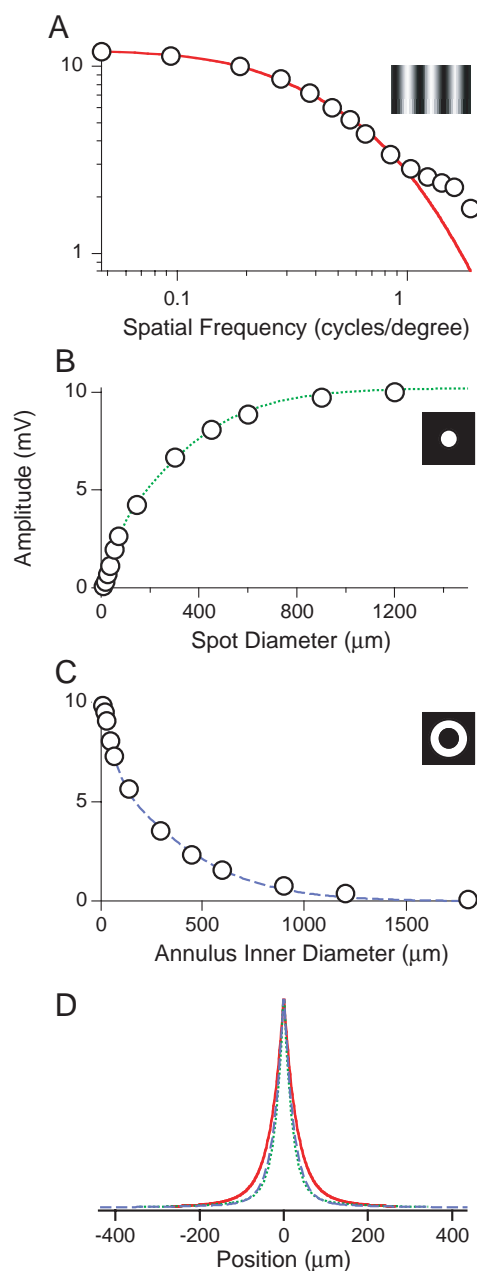 A
10
1
0.1 1
Spatial Frequency (cycles/degree)
B
10
5
0
0 400 800 1200
Spot Diameter (μm)
Amplitude (mV)
C
10
5
0
0 500 1000 1500
Annulus Inner Diameter (μm)
D
-400 -200 0 200 400
Position (μm)